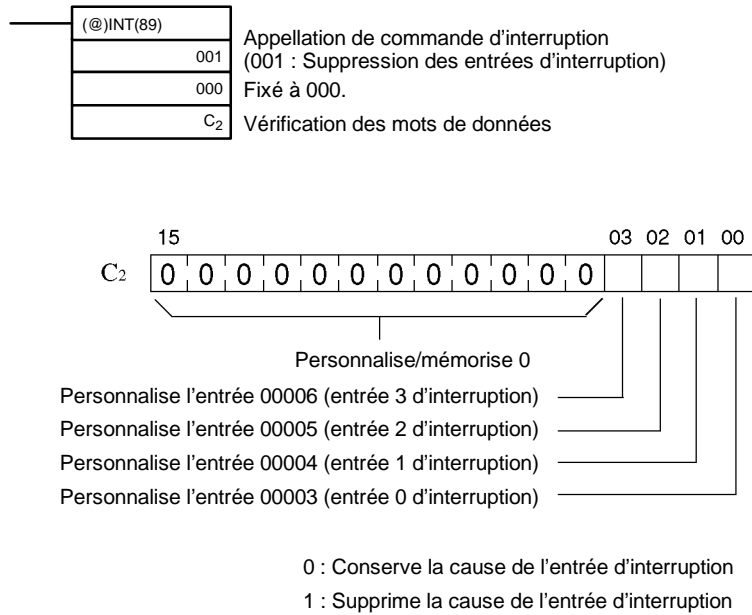 (@)INT(89)
001
000
C2
Appellation de commande d'interruption
(001 : Suppression des entrées d'interruption)
Fixé à 000.
Vérification des mots de données
15 03 02 01 00
C2 0 0 0 0 0 0 0 0 0 0 0 0
Personnalise/mémorise 0
Personnalise l'entrée 00006 (entrée 3 d'interruption)
Personnalise l'entrée 00005 (entrée 2 d'interruption)
Personnalise l'entrée 00004 (entrée 1 d'interruption)
Personnalise l'entrée 00003 (entrée 0 d'interruption)
0 : Conserve la cause de l'entrée d'interruption
1 : Supprime la cause de l'entrée d'interruption